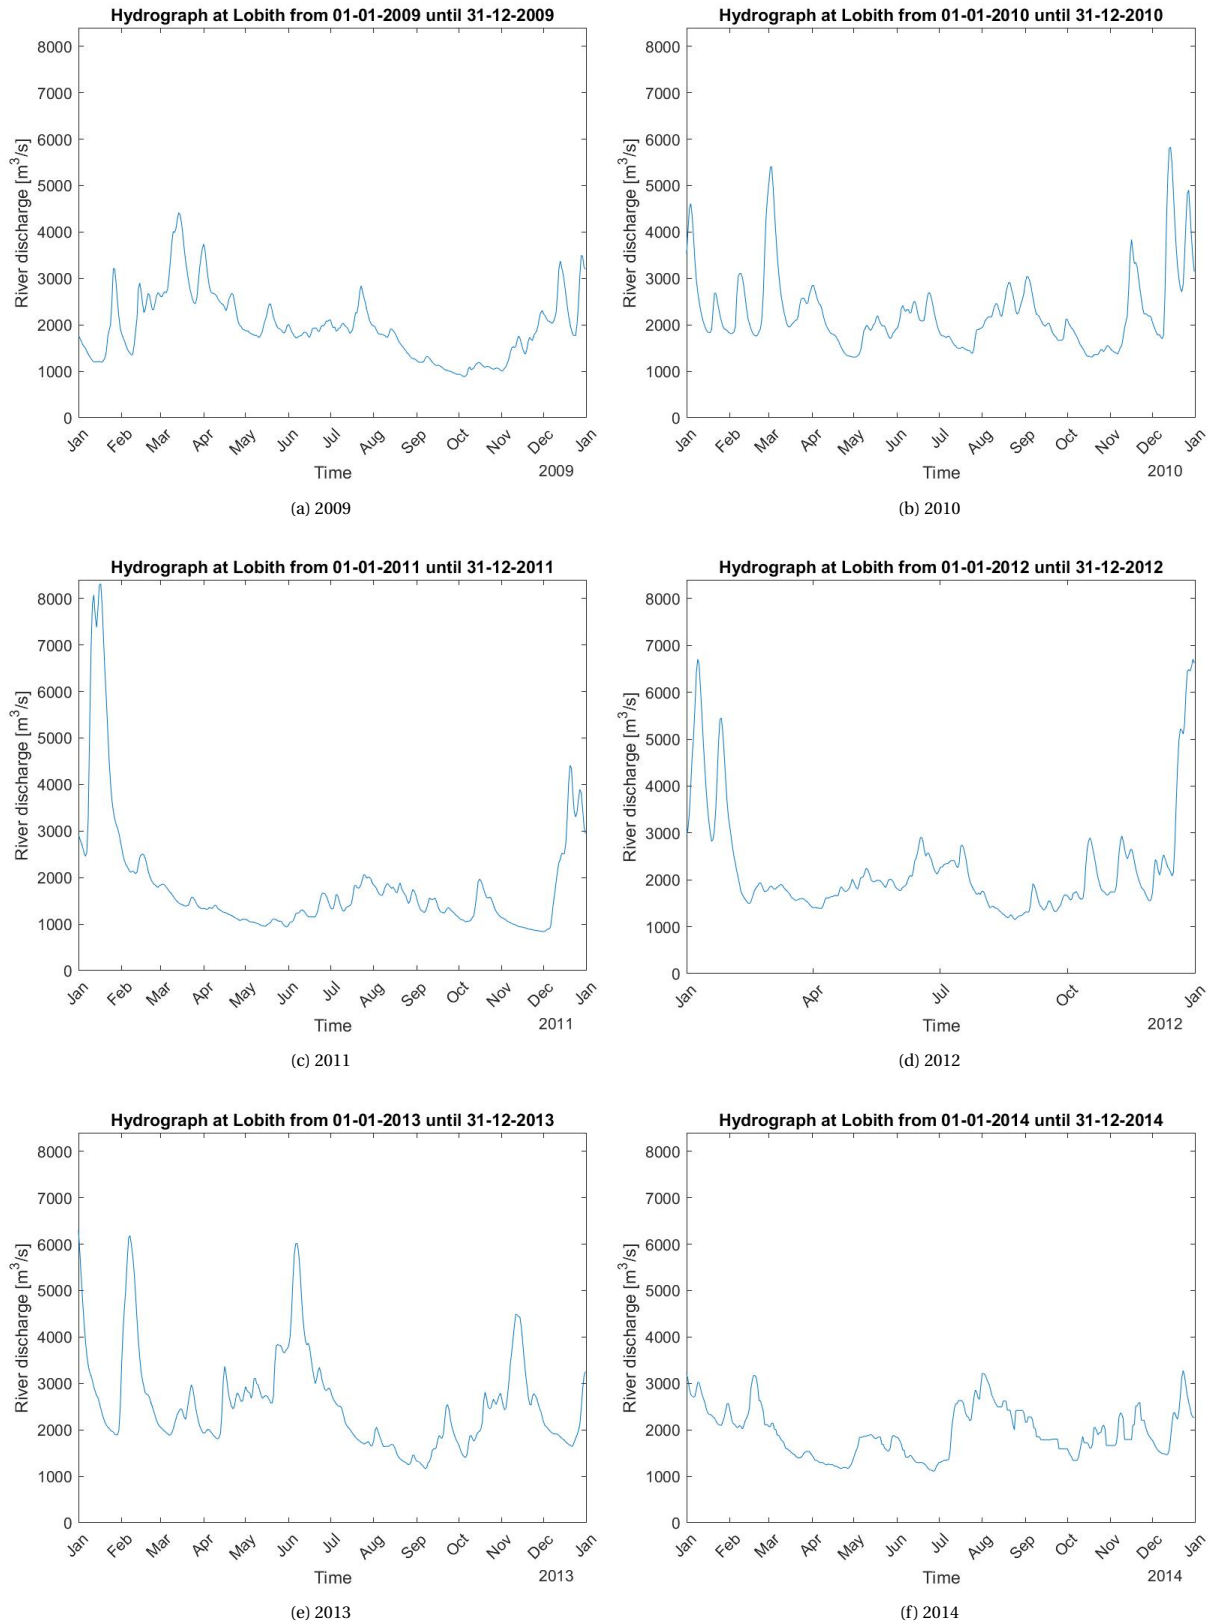 Hydrograph at Lobith from 01-01-2009 until 31-12-2009
River discharge [m³/s]
8000
7000
6000
5000
4000
3000
2000
1000
0
Jan Feb Mar Apr May Jun Jul Aug Sep Oct Nov Dec Jan
Time
2009
(a) 2009
Hydrograph at Lobith from 01-01-2010 until 31-12-2010
River discharge [m³/s]
8000
7000
6000
5000
4000
3000
2000
1000
0
Jan Feb Mar Apr May Jun Jul Aug Sep Oct Nov Dec Jan
Time
2010
(b) 2010
Hydrograph at Lobith from 01-01-2011 until 31-12-2011
River discharge [m³/s]
8000
7000
6000
5000
4000
3000
2000
1000
0
Jan Feb Mar Apr May Jun Jul Aug Sep Oct Nov Dec Jan
Time
2011
(c) 2011
Hydrograph at Lobith from 01-01-2012 until 31-12-2012
River discharge [m³/s]
8000
7000
6000
5000
4000
3000
2000
1000
0
Jan Apr Jul Oct Jan
Time
2012
(d) 2012
Hydrograph at Lobith from 01-01-2013 until 31-12-2013
River discharge [m³/s]
8000
7000
6000
5000
4000
3000
2000
1000
0
Jan Feb Mar Apr May Jun Jul Aug Sep Oct Nov Dec Jan
Time
2013
(e) 2013
Hydrograph at Lobith from 01-01-2014 until 31-12-2014
River discharge [m³/s]
8000
7000
6000
5000
4000
3000
2000
1000
0
Jan Feb Mar Apr May Jun Jul Aug Sep Oct Nov Dec Jan
Time
2014
(f) 2014